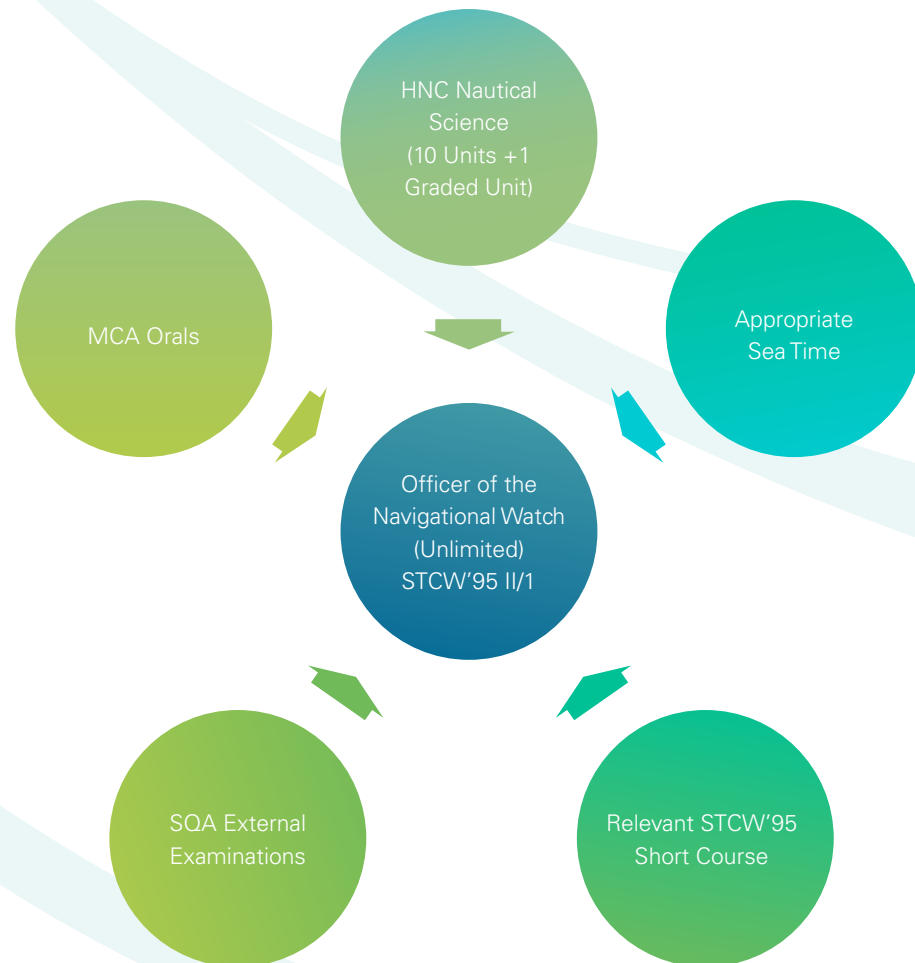 HNC Nautical
Science
(10 Units +1
Graded Unit)
MCA Orals
Appropriate
Sea Time
Officer of the
Navigational Watch
(Unlimited)
STCW’95 II/1
SQA External
Examinations
Relevant STCW’95
Short Course